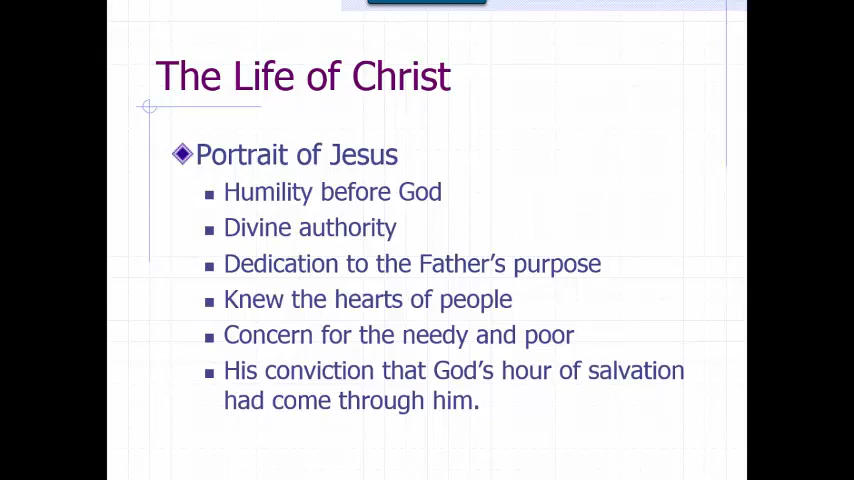 The Life of Christ
Portrait of Jesus
Humility before God
Divine authority
Dedication to the Father’s purpose
Knew the hearts of people
Concern for the needy and poor
His conviction that God’s hour of salvation
had come through him.